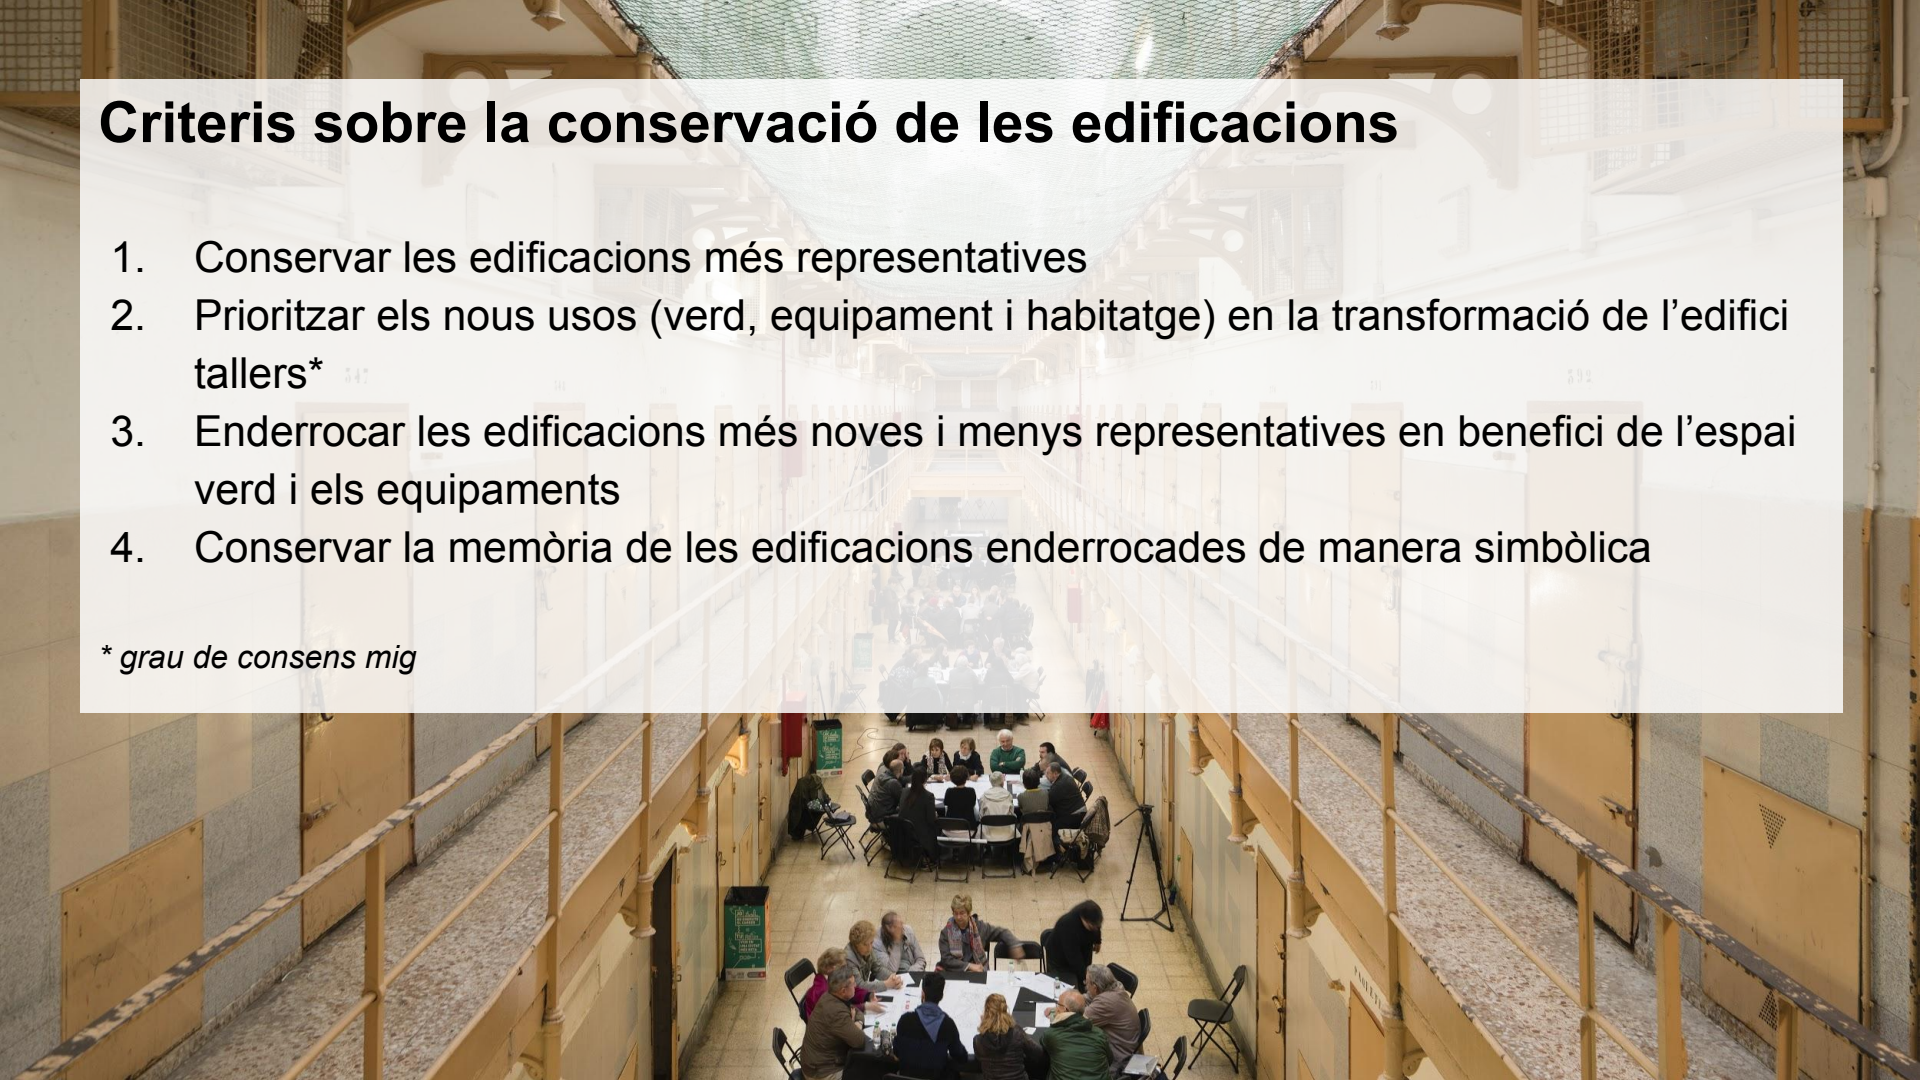 Criteris sobre la conservació de les edificacions
1. Conservar les edificacions més representatives
2. Prioritzar els nous usos (verd, equipament i habitatge) en la transformació de l’edifici
tallers*
3. Enderrocar les edificacions més noves i menys representatives en benefici de l’espai
verd i els equipaments
4. Conservar la memòria de les edificacions enderrocades de manera simbòlica
* grau de consens mig